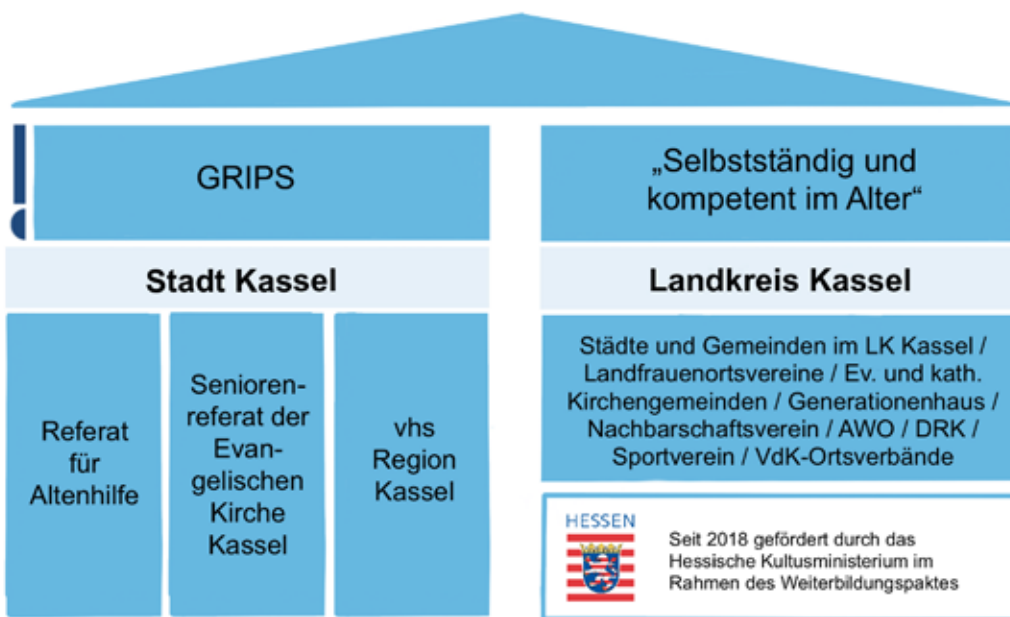 GRIPS
Stadt Kassel
Referat
für
Altenhilfe
Senioren-
referat der
Evan-
gelischen
Kirche
Kassel
vhs
Region
Kassel
„Selbstständig und
kompetent im Alter“
Landkreis Kassel
Städte und Gemeinden im LK Kassel /
Landfrauenortsvereine / Ev. und kath.
Kirchengemeinden / Generationenhaus /
Nachbarschaftsverein / AWO / DRK /
Sportverein / VdK-Ortsverbände
HESSEN
Seit 2018 gefördert durch das
Hessische Kultusministerium im
Rahmen des Weiterbildungspaktes